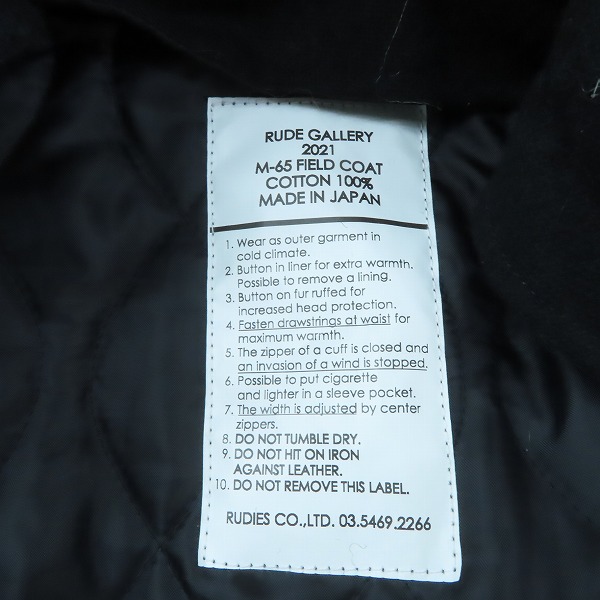 RUDE GALLERY
2021
M-65 FIELD COAT
COTTON 100%
MADE IN JAPAN
1. Wear as outer garment in
cold climate.
2. Button in liner for extra warmth.
Possible to remove a lining.
3. Button on fur ruffed for
increased head protection.
4. Fasten drawstrings at waist for
maximum warmth.
5. The zipper of a cuff is closed and
an invasion of a wind is stopped.
6. Possible to put cigarette
and lighter in a sleeve pocket.
7. The width is adjusted by center
zippers.
8. DO NOT TUMBLE DRY.
9. DO NOT HIT ON IRON
AGAINST LEATHER.
10. DO NOT REMOVE THIS LABEL.
RUDIES CO.,LTD. 03.5469.2266